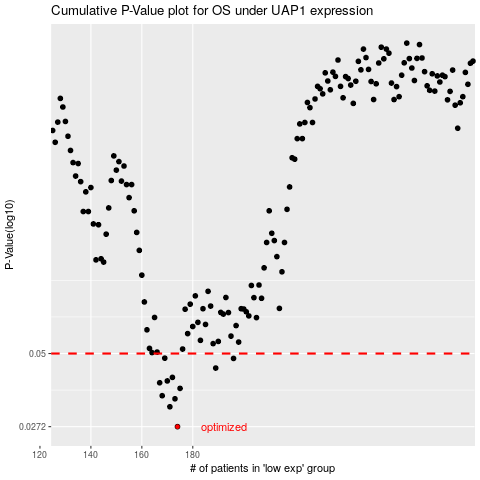 Cumulative P-Value plot for OS under UAP1 expression
P-Value(log10)
0.05
0.0272
optimized
120 140 160 180
# of patients in 'low exp' group